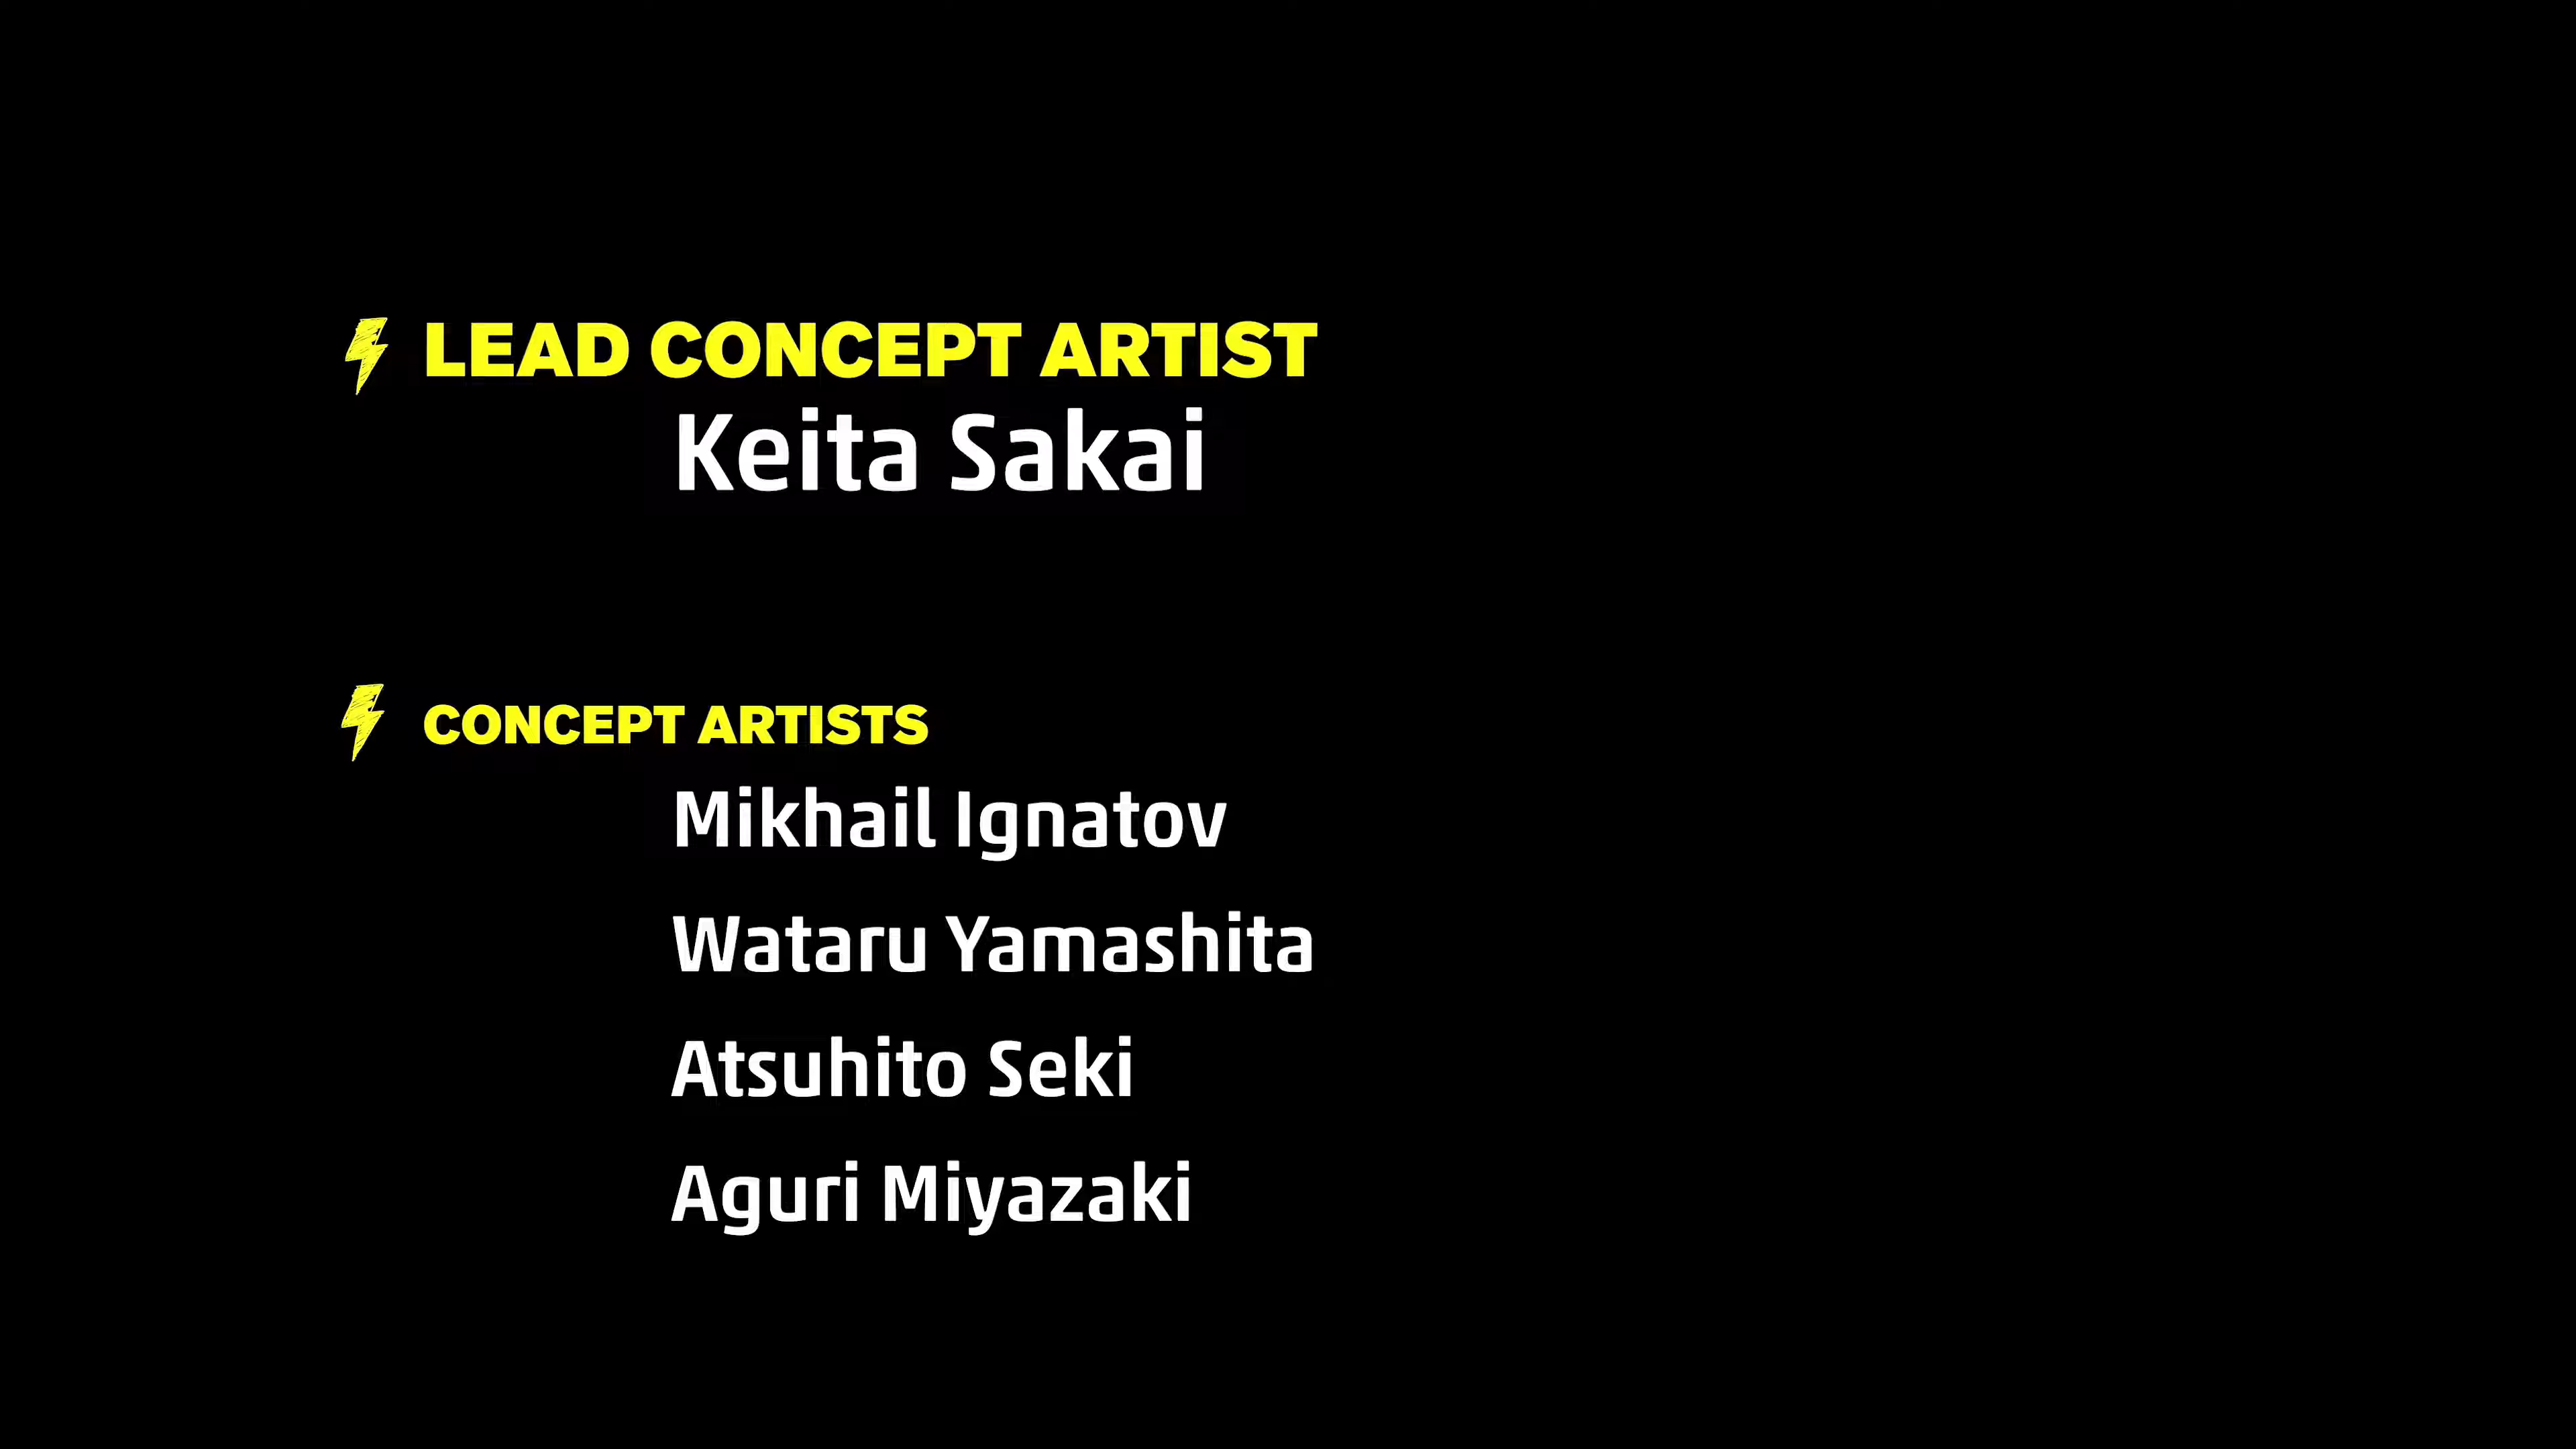 LEAD CONCEPT ARTIST
Keita Sakai
CONCEPT ARTISTS
Mikhail Ignatov
Wataru Yamashita
Atsuhito Seki
Aguri Miyazaki